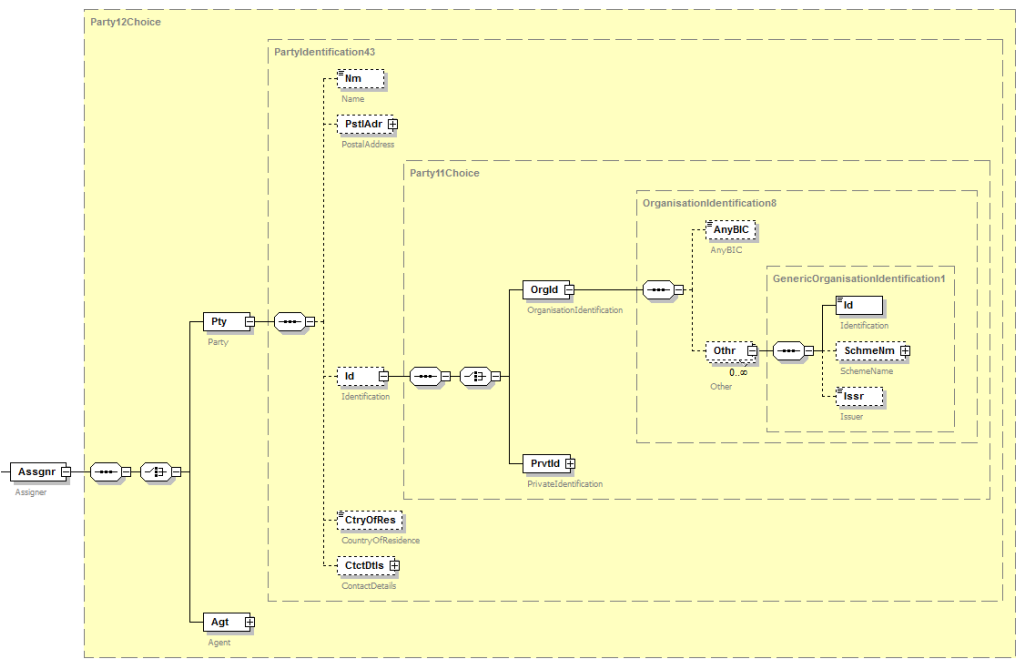 Party12Choice
PartyIdentification43
Nm
Name
PstlAdr
PostalAddress
Party11Choice
OrganisationIdentification8
AnyBIC
AnyBIC
GenericOrganisationIdentification1
OrgId
OrganisationIdentification
Id
Identification
Pty
Party
Othr
0..∞
Other
SchmeNm
SchemeName
Id
Identification
Issr
Issuer
Assgnr
Assigner
PrvtId
PrivateIdentification
CtryOfRes
CountryOfResidence
CtctDtls
ContactDetails
Agt
Agent